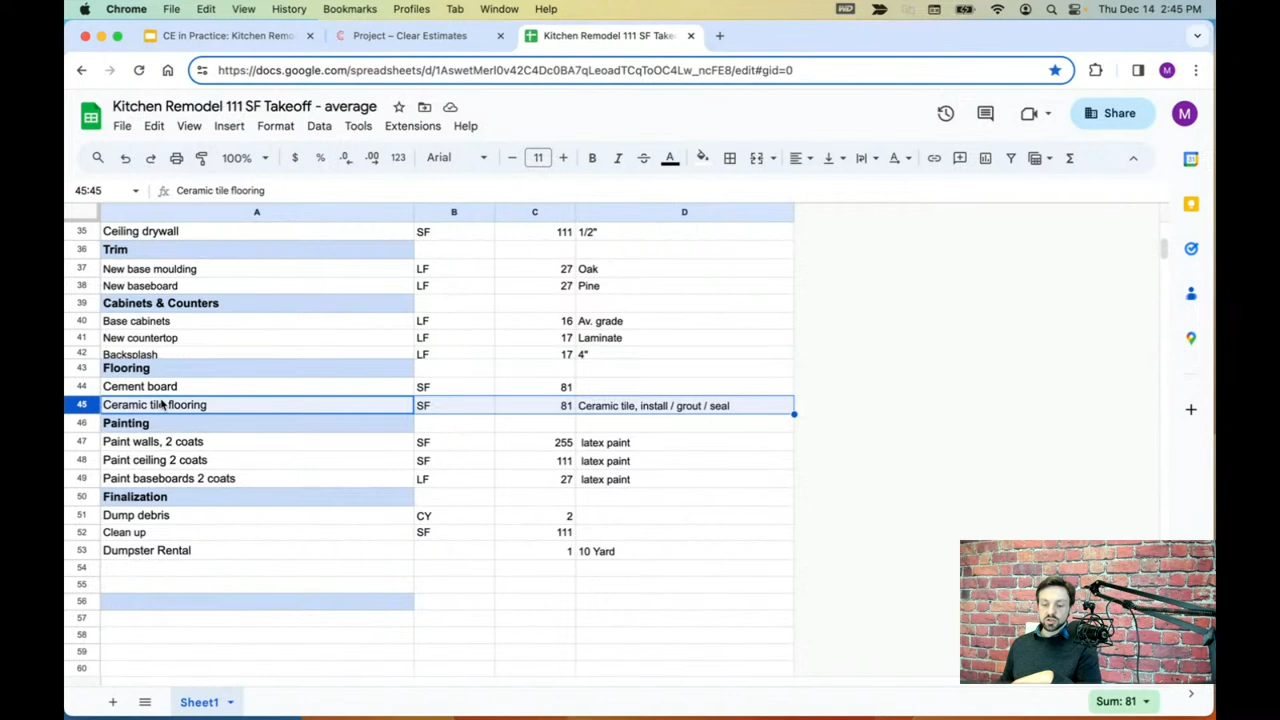 Chrome File Edit View History Bookmarks Profiles Tab Window Help Thu Dec 14 2:45 PM
CE in Practice: Kitchen Remo Project – Clear Estimates Kitchen Remodel 111 SF Take
https://docs.google.com/spreadsheets/d/1AswetMerl0v42C4Dc0BA7qLeoadTCqToOC4Lw_ncFE8/edit#gid=0 M
Kitchen Remodel 111 SF Takeoff - average
File Edit View Insert Format Data Tools Extensions Help Share M
100% $ % .0 .00 123 Arial 11 B I S A
45:45 fx Ceramic tile flooring
A B C D
35 Ceiling drywall SF 111 1/2"
36 Trim
37 New base moulding LF 27 Oak
38 New baseboard LF 27 Pine
39 Cabinets & Counters
40 Base cabinets LF 16 Av. grade
41 New countertop LF 17 Laminate
42 Backsplash LF 17 4"
43 Flooring
44 Cement board SF 81
45 Ceramic tile flooring SF 81 Ceramic tile, install / grout / seal
46 Painting
47 Paint walls, 2 coats SF 255 latex paint
48 Paint ceiling 2 coats SF 111 latex paint
49 Paint baseboards 2 coats LF 27 latex paint
50 Finalization
51 Dump debris CY 2
52 Clean up SF 111
53 Dumpster Rental 1 10 Yard
54
55
56
57
58
59
60
Sheet1 Sum: 81